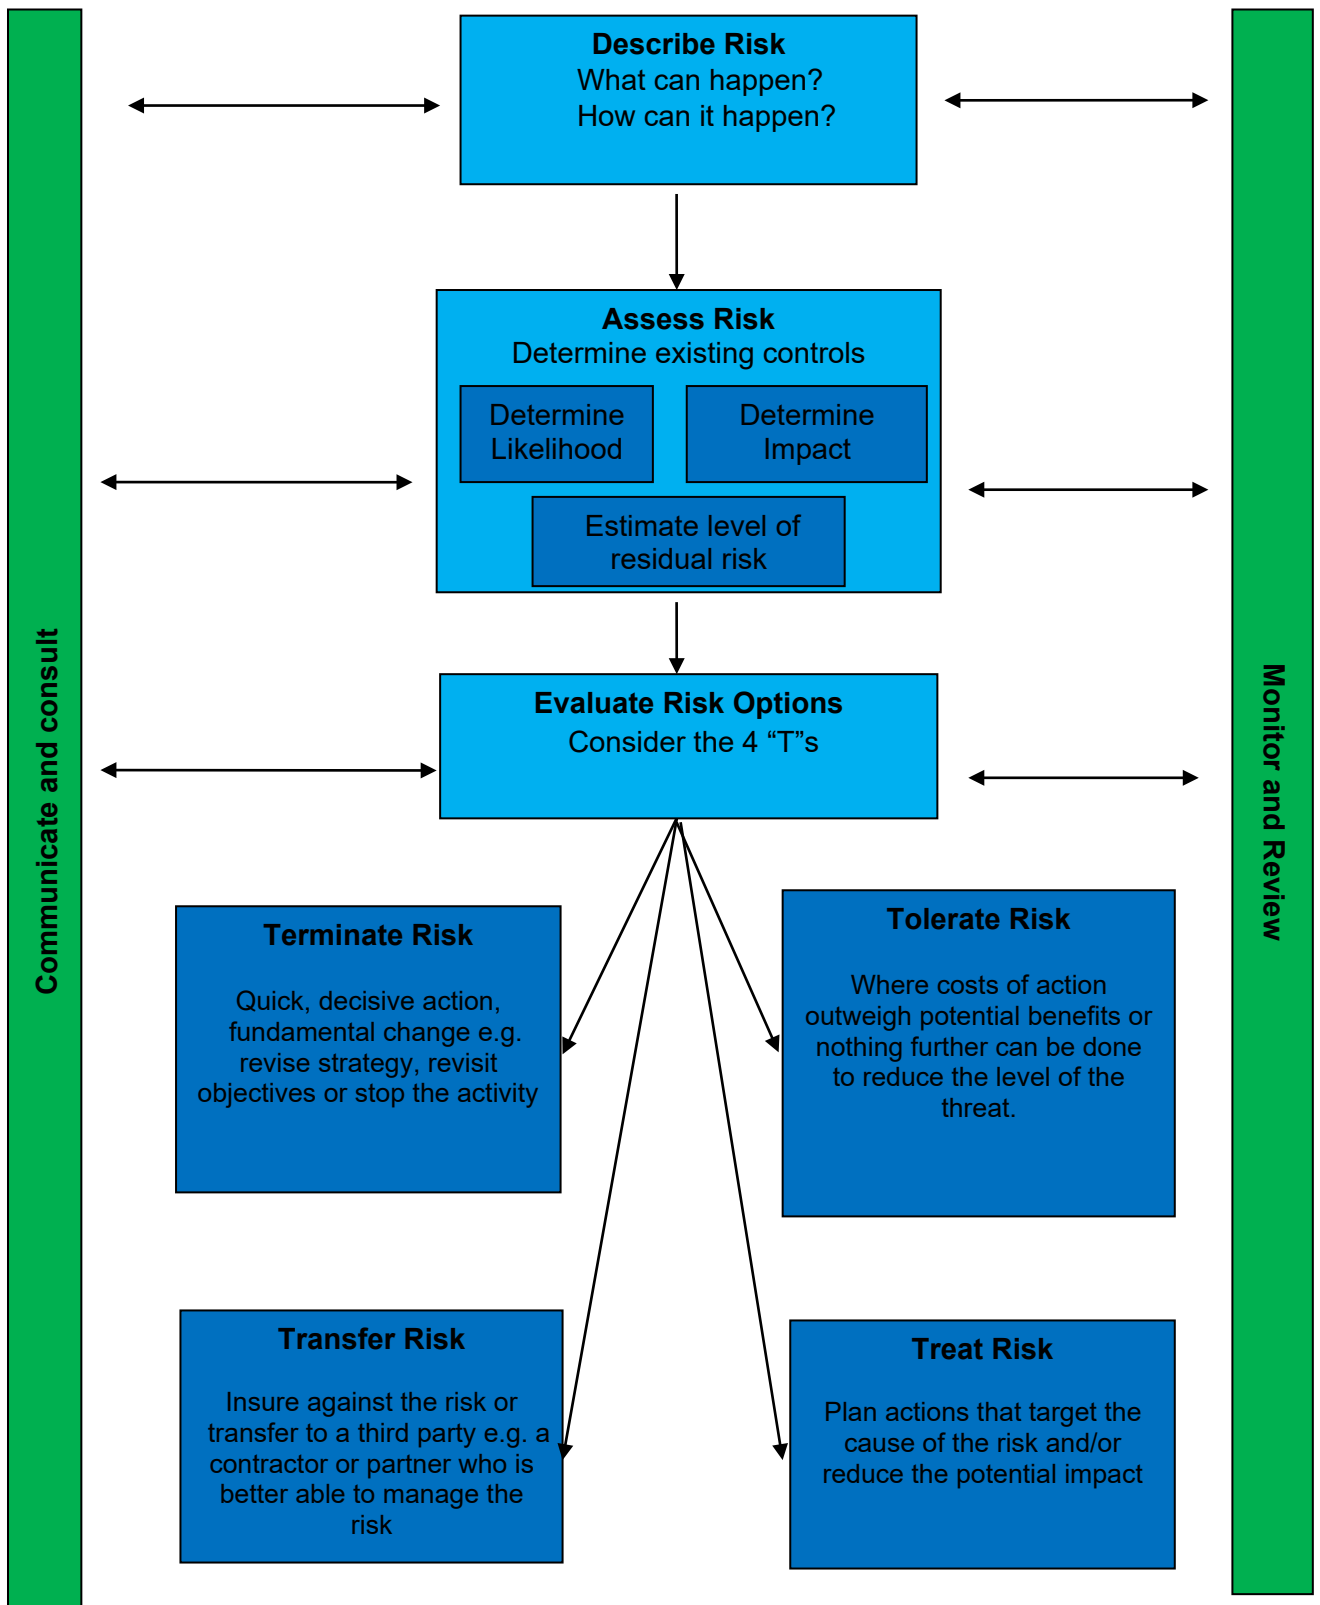 Describe Risk
What can happen?
How can it happen?
Assess Risk
Determine existing controls
Determine
Likelihood
Determine
Impact
Estimate level of
residual risk
Communicate and consult
Monitor and Review
Evaluate Risk Options
Consider the 4 “T”s
Terminate Risk
Quick, decisive action,
fundamental change e.g.
revise strategy, revisit
objectives or stop the activity
Tolerate Risk
Where costs of action
outweigh potential benefits or
nothing further can be done
to reduce the level of the
threat.
Transfer Risk
Insure against the risk or
transfer to a third party e.g. a
contractor or partner who is
better able to manage the
risk
Treat Risk
Plan actions that target the
cause of the risk and/or
reduce the potential impact